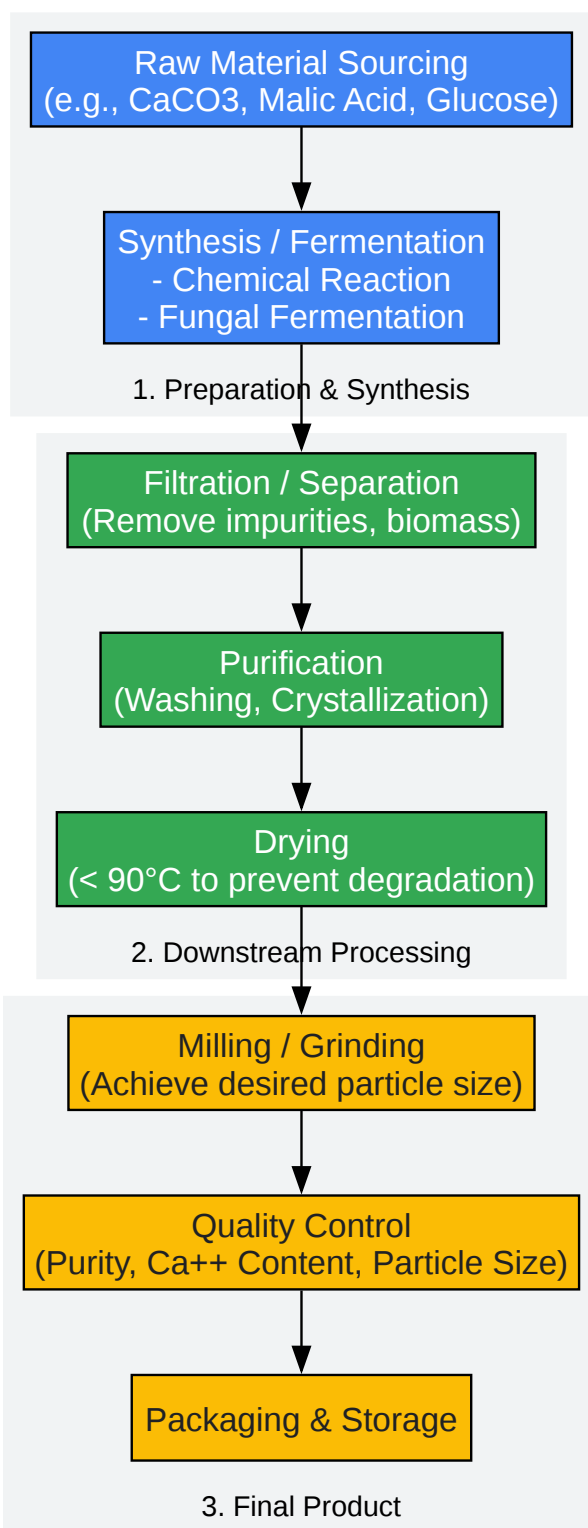 Raw Material Sourcing
(e.g., CaCO3, Malic Acid, Glucose)
Synthesis / Fermentation
- Chemical Reaction
- Fungal Fermentation
1. Preparation & Synthesis
Filtration / Separation
(Remove impurities, biomass)
Purification
(Washing, Crystallization)
Drying
(< 90°C to prevent degradation)
2. Downstream Processing
Milling / Grinding
(Achieve desired particle size)
Quality Control
(Purity, Ca++ Content, Particle Size)
Packaging & Storage
3. Final Product